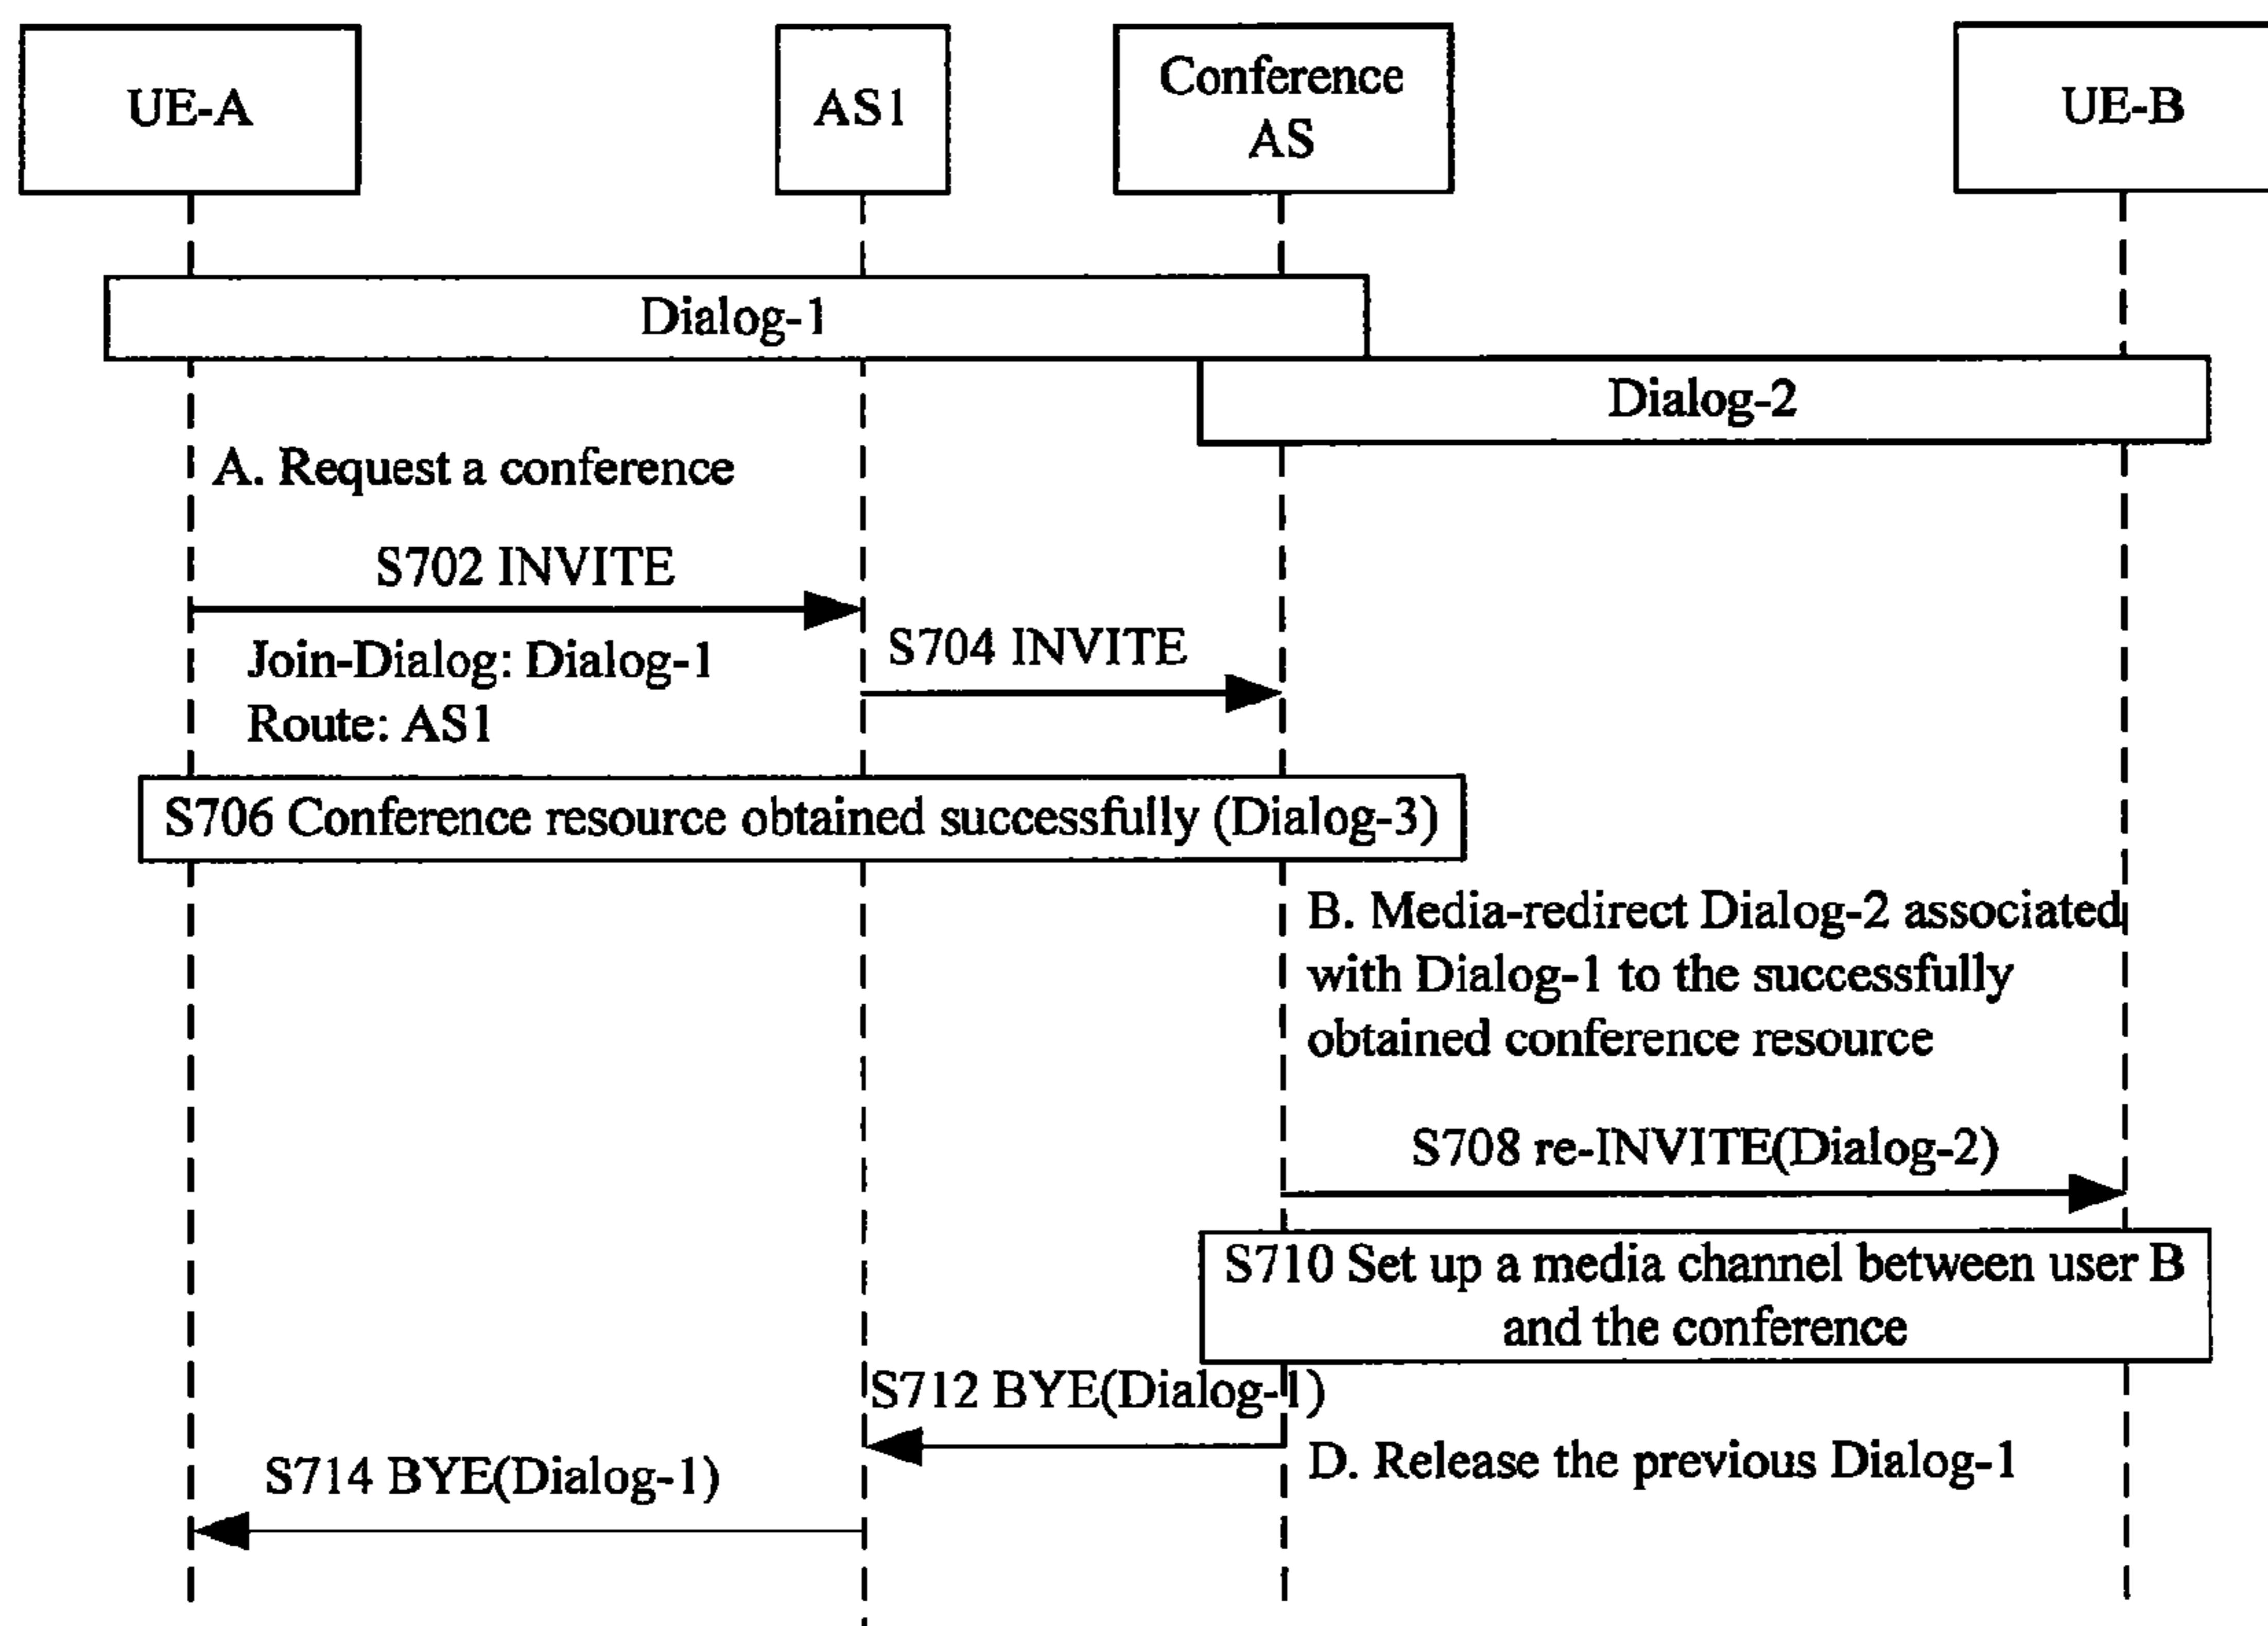 UE-A
AS1
Conference
AS
UE-B
Dialog-1
Dialog-2
A. Request a conference
S702 INVITE
Join-Dialog: Dialog-1
Route: AS1
S704 INVITE
S706 Conference resource obtained successfully (Dialog-3)
B. Media-redirect Dialog-2 associated
with Dialog-1 to the successfully
obtained conference resource
S708 re-INVITE(Dialog-2)
S710 Set up a media channel between user B
and the conference
S712 BYE(Dialog-1)
D. Release the previous Dialog-1
S714 BYE(Dialog-1)